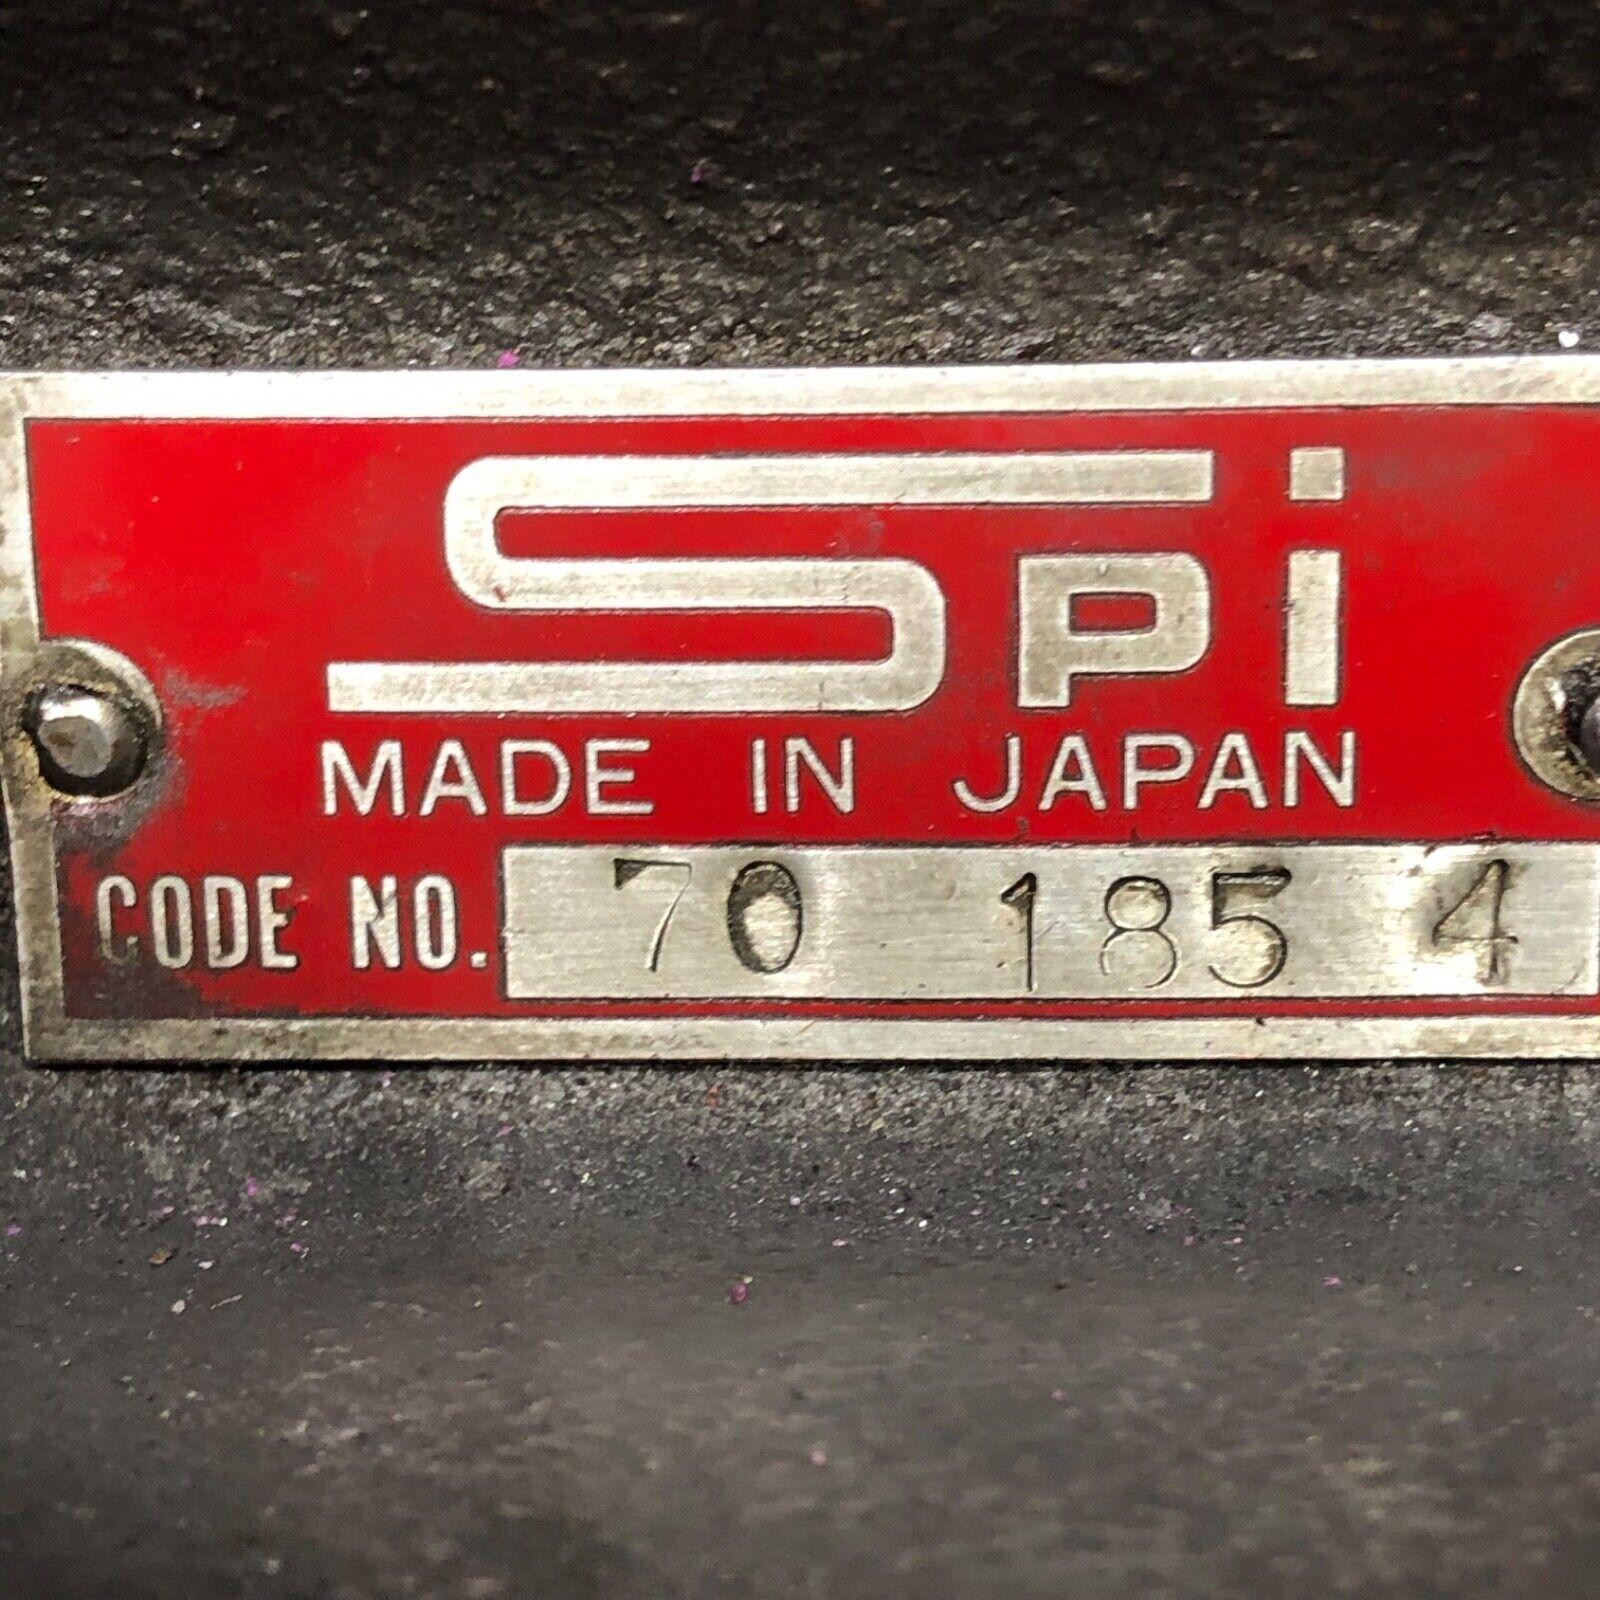 SPi
MADE IN JAPAN
CODE NO. 70 185 4